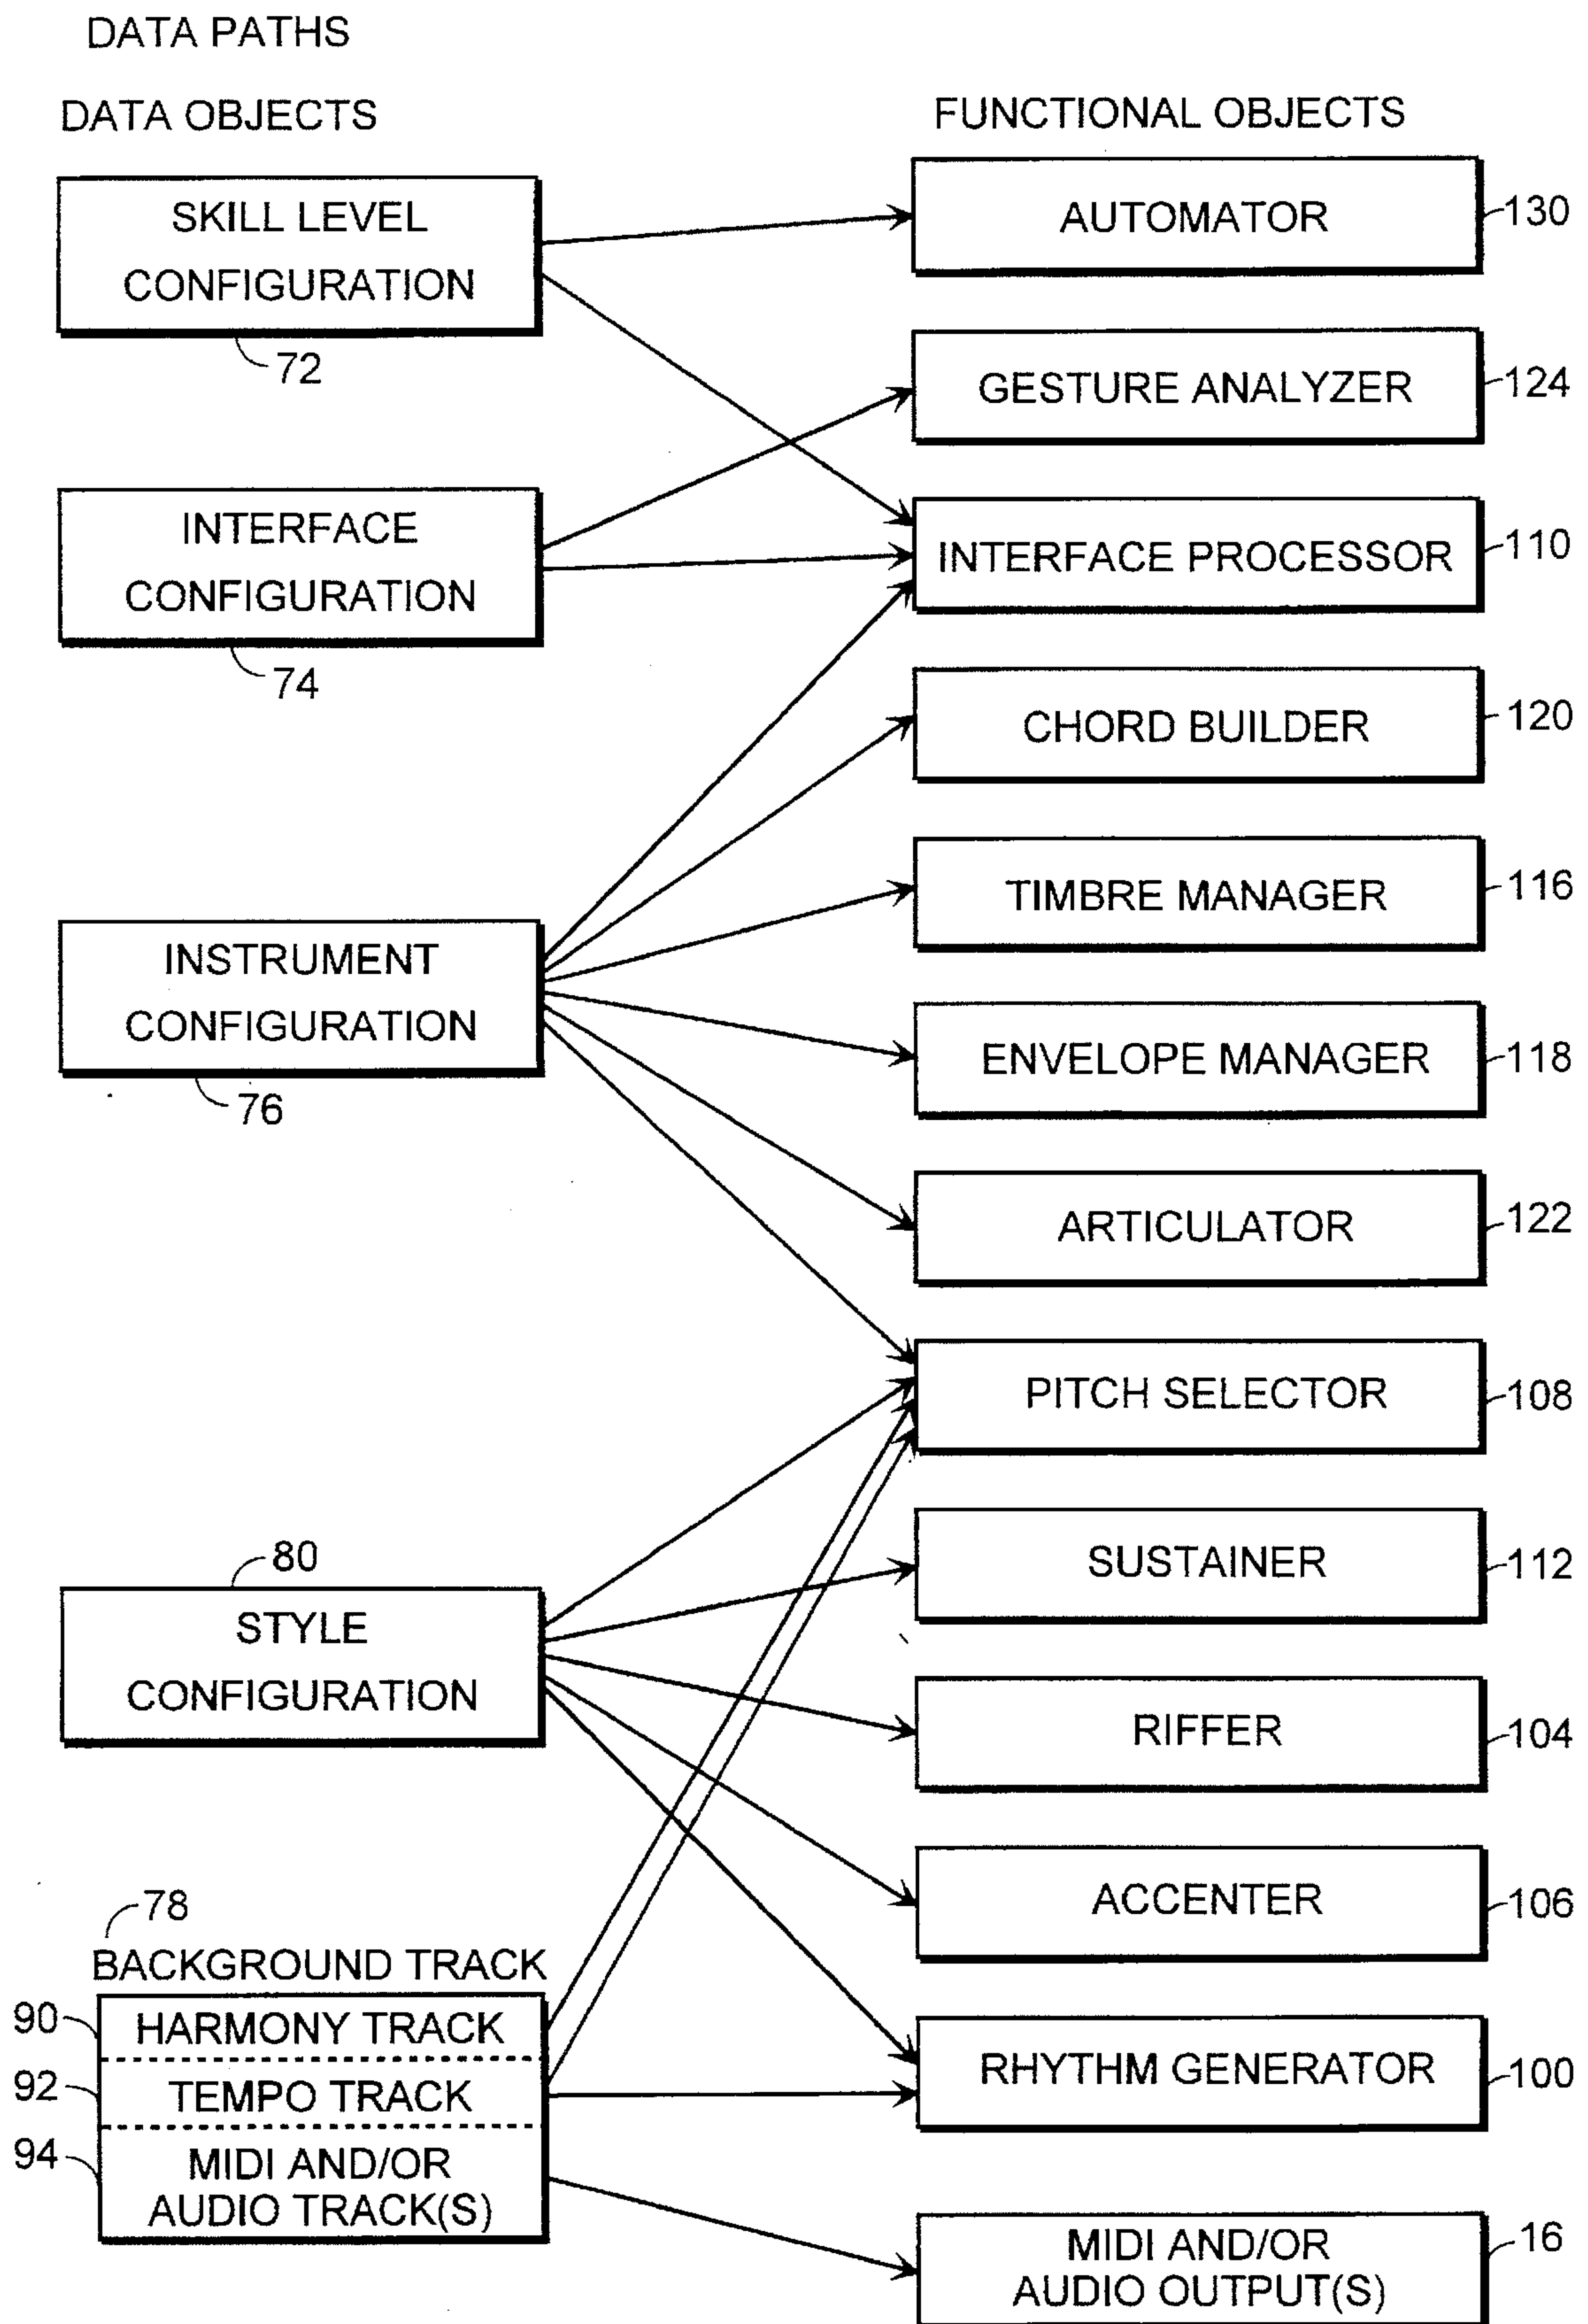 DATA PATHS
DATA OBJECTS
FUNCTIONAL OBJECTS
SKILL LEVEL
CONFIGURATION
72
AUTOMATOR
130
GESTURE ANALYZER
124
INTERFACE
CONFIGURATION
74
INTERFACE PROCESSOR
110
CHORD BUILDER
120
TIMBRE MANAGER
116
INSTRUMENT
CONFIGURATION
76
ENVELOPE MANAGER
118
ARTICULATOR
122
PITCH SELECTOR
108
80
STYLE
CONFIGURATION
SUSTAINER
112
RIFFER
104
ACCENTER
106
78
BACKGROUND TRACK
90
HARMONY TRACK
92
TEMPO TRACK
94
MIDI AND/OR
AUDIO TRACK(S)
RHYTHM GENERATOR
100
MIDI AND/OR
AUDIO OUTPUT(S)
16